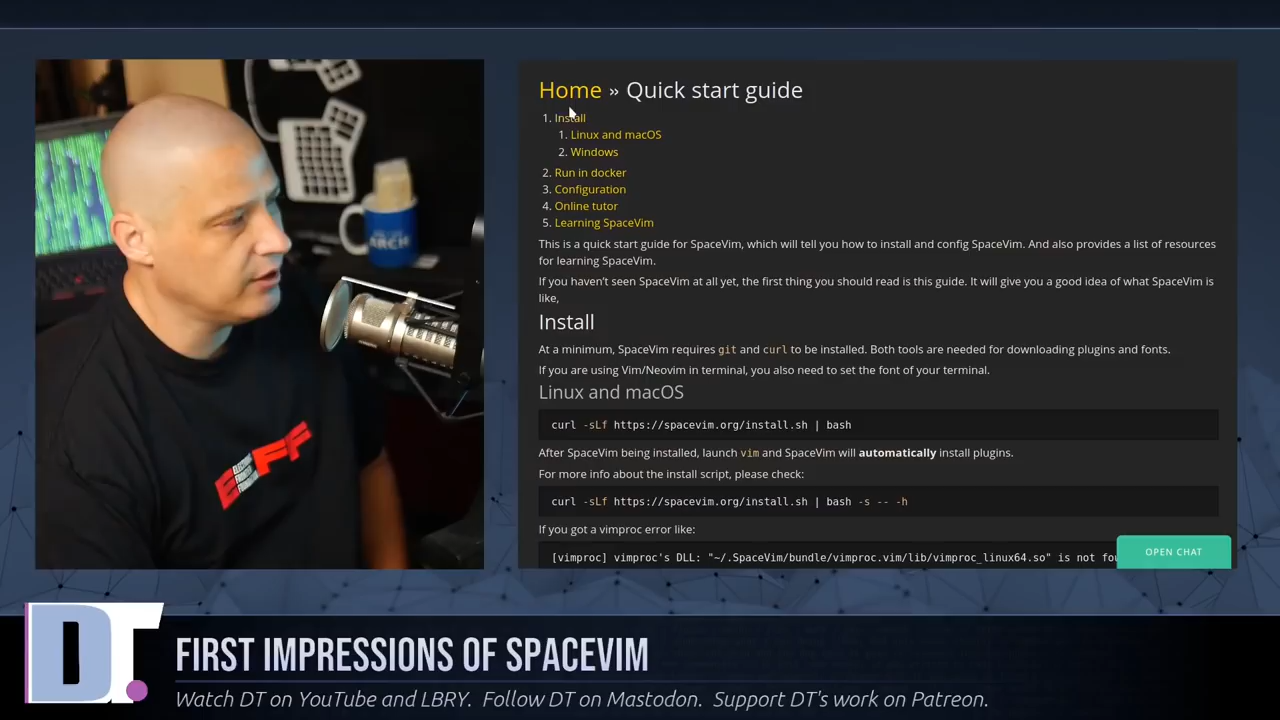 Home » Quick start guide
1. Install
1. Linux and macOS
2. Windows
2. Run in docker
3. Configuration
4. Online tutor
5. Learning SpaceVim
This is a quick start guide for SpaceVim, which will tell you how to install and config SpaceVim. And also provides a list of resources
for learning SpaceVim.
If you haven't seen SpaceVim at all yet, the first thing you should read is this guide. It will give you a good idea of what SpaceVim is
like,
Install
At a minimum, SpaceVim requires git and curl to be installed. Both tools are needed for downloading plugins and fonts.
If you are using Vim/Neovim in terminal, you also need to set the font of your terminal.
Linux and macOS
curl -sLf https://spacevim.org/install.sh | bash
After SpaceVim being installed, launch vim and SpaceVim will automatically install plugins.
For more info about the install script, please check:
curl -sLf https://spacevim.org/install.sh | bash -s -- -h
If you got a vimproc error like:
[vimproc] vimproc's DLL: "~/.SpaceVim/bundle/vimproc.vim/lib/vimproc_linux64.so" is not fou
OPEN CHAT
ARCH
EFF
DT.
FIRST IMPRESSIONS OF SPACEVIM
Watch DT on YouTube and LBRY. Follow DT on Mastodon. Support DT's work on Patreon.